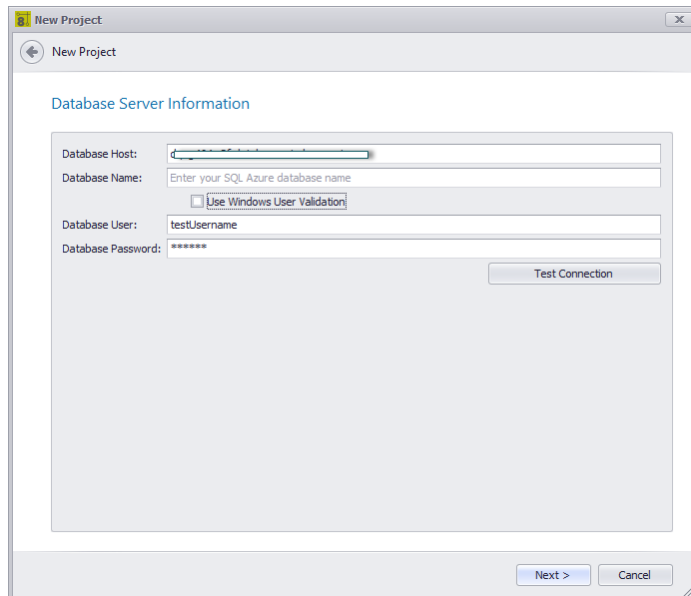 8 New Project
New Project
Database Server Information
Database Host:
Database Name: Enter your SQL Azure database name
Use Windows User Validation
Database User: testUsername
Database Password: ******
Test Connection
Next > Cancel